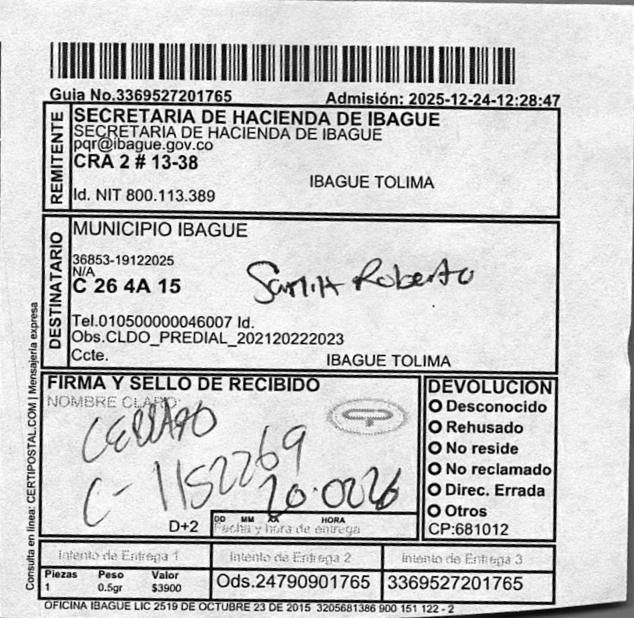 Guia No.3369527201765 Admisión: 2025-12-24-12:28:47
REMITENTE
SECRETARIA DE HACIENDA DE IBAGUE
SECRETARIA DE HACIENDA DE IBAGUE
pqr@ibague.gov.co
CRA 2 # 13-38
IBAGUE TOLIMA
Id. NIT 800.113.389
DESTINATARIO
MUNICIPIO IBAGUE
36853-19122025
N/A
C 26 4A 15
Roberto
Tel.010500000046007 Id.
Obs.CLDO_PREDIAL_202120222023
Ccte. IBAGUE TOLIMA
Consulta en linea: CERTIPOSTAL.COM | Mensajería expresa
FIRMA Y SELLO DE RECIBIDO
NOMBRE CLARO:
C-1152269
D+2
DD MM AA HORA
Fecha y hora de entrega
DEVOLUCION
Desconocido
Rehusado
No reside
No reclamado
Direc. Errada
Otros
CP:681012
Intento de Entrega 1 Intento de Entrega 2 Intento de Entrega 3
Piezas Peso Valor
1 0.5gr $3900
Ods.24790901765 3369527201765
OFICINA IBAGUE LIC 2519 DE OCTUBRE 23 DE 2015 3205681386 900 151 122 - 2